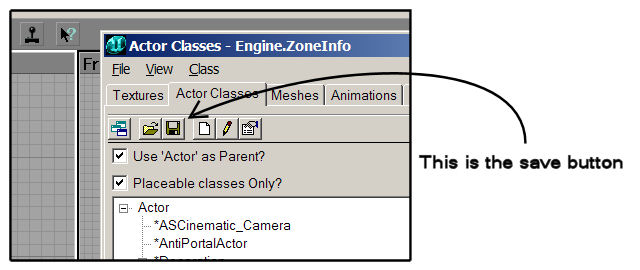 Actor Classes - Engine.ZoneInfo
Fr
File View Class
Textures Actor Classes Meshes Animations
Use 'Actor' as Parent?
This is the save button
Placeable classes Only?
Actor
*ASCinematic_Camera
*AntiPortalActor
*Decoration